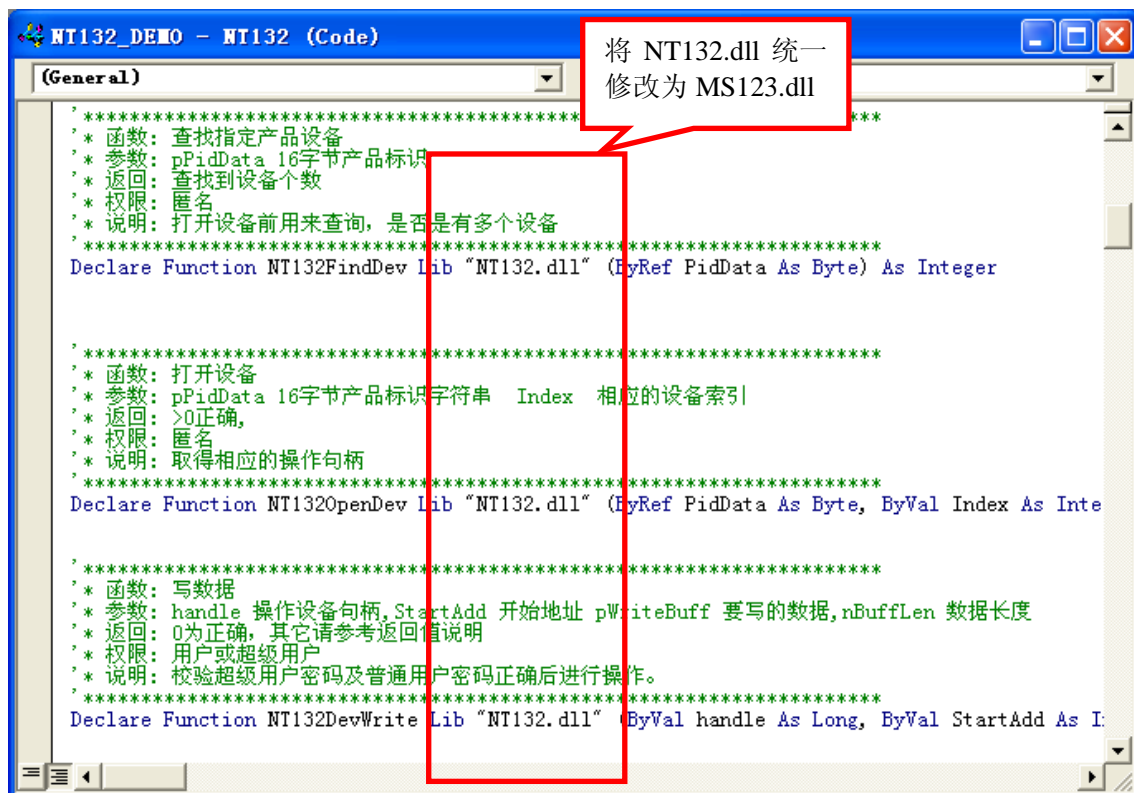 NT132_DEMO - NT132 (Code)
将 NT132.dll 统一
修改为 MS123.dll
(General)
'*********************************************************************
'* 函数: 查找指定产品设备
'* 参数: pPidData 16字节产品标识
'* 返回: 查找到设备个数
'* 权限: 匿名
'* 说明: 打开设备前用来查询，是否是有多个设备
'*********************************************************************
Declare Function NT132FindDev Lib "NT132.dll" (ByRef PidData As Byte) As Integer
'*********************************************************************
'* 函数: 打开设备
'* 参数: pPidData 16字节产品标识字符串  Index  相应的设备索引
'* 返回: >0正确,
'* 权限: 匿名
'* 说明: 取得相应的操作句柄
'*********************************************************************
Declare Function NT132OpenDev Lib "NT132.dll" (ByRef PidData As Byte, ByVal Index As Inte
'*********************************************************************
'* 函数: 写数据
'* 参数: handle 操作设备句柄,StartAdd 开始地址 pWriteBuff 要写的数据,nBuffLen 数据长度
'* 返回: 0为正确，其它请参考返回值说明
'* 权限: 用户或超级用户
'* 说明: 校验超级用户密码及普通用户密码正确后进行操作。
'*********************************************************************
Declare Function NT132DevWrite Lib "NT132.dll" (ByVal handle As Long, ByVal StartAdd As I